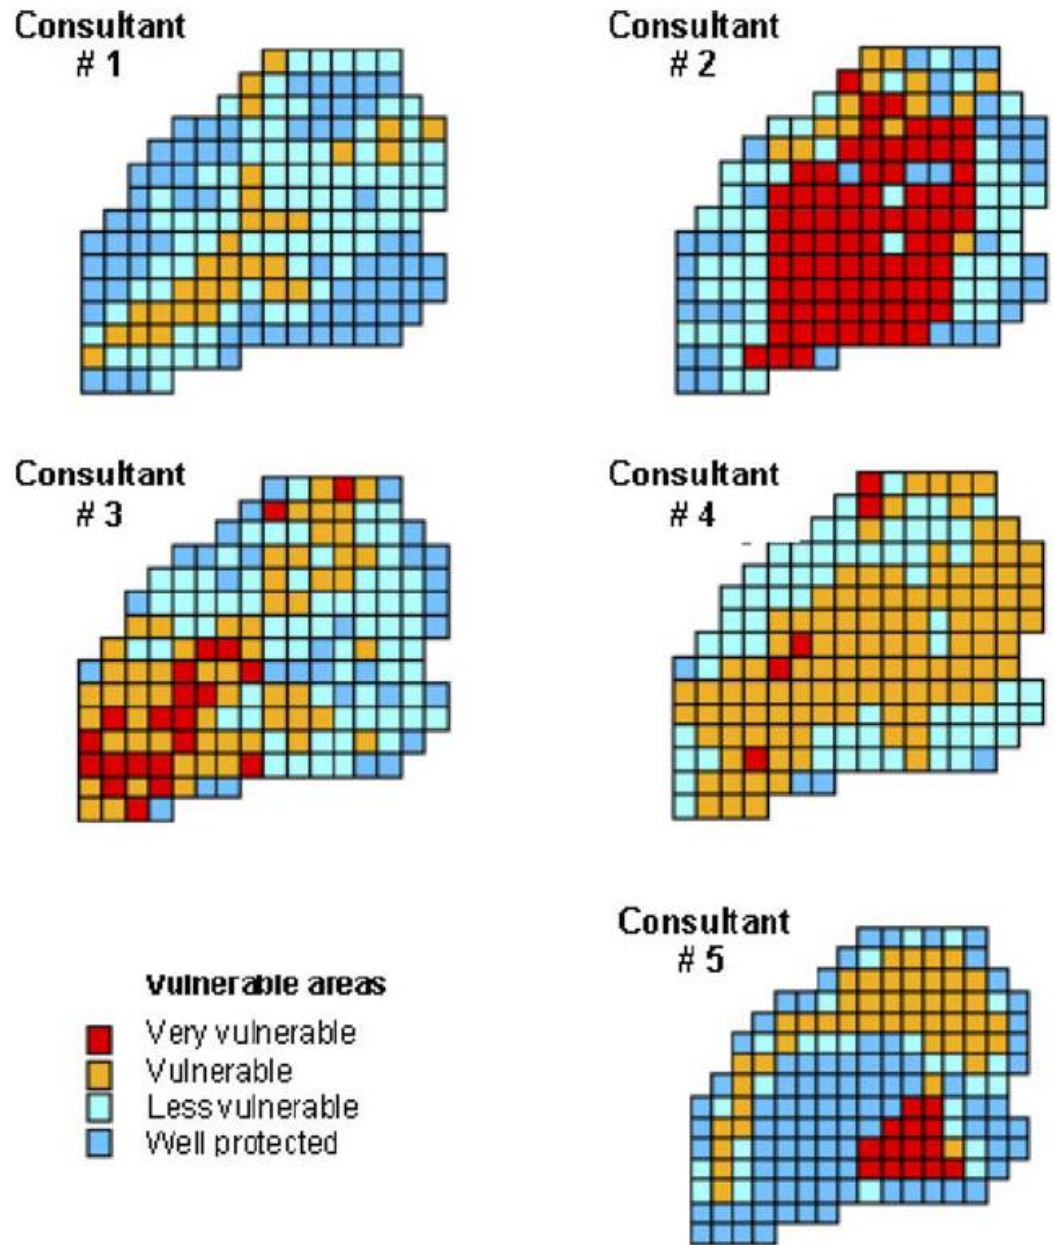 Consultant
# 1
Consultant
# 2
Consultant
# 3
Consultant
# 4
Consultant
# 5
Vulnerable areas
Very vulnerable
Vulnerable
Less vulnerable
Well protected